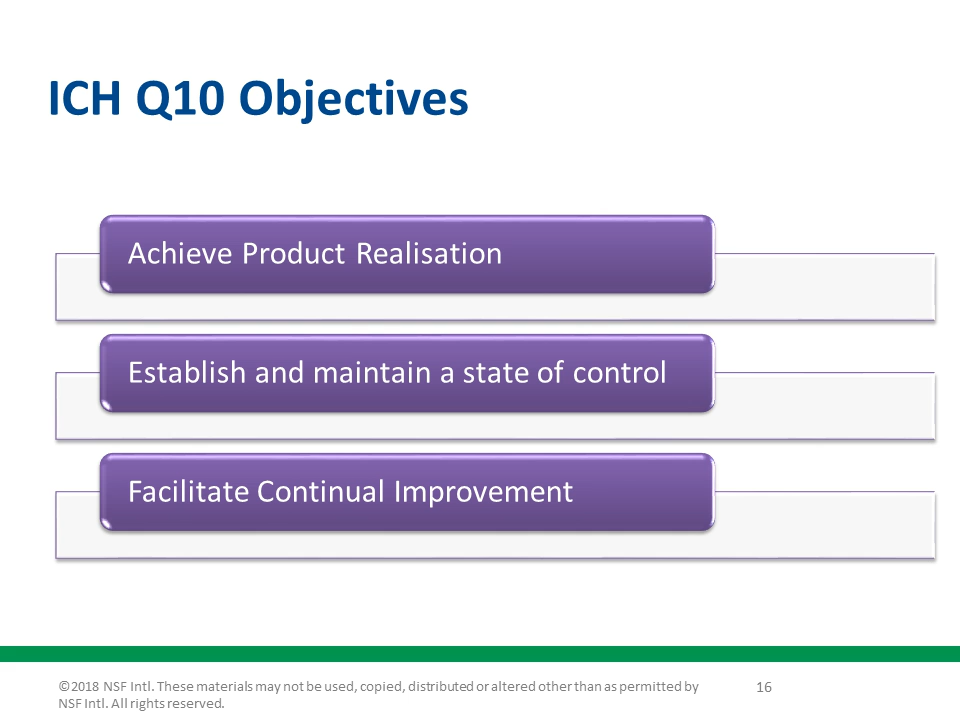 ICH Q10 Objectives
Achieve Product Realisation
Establish and maintain a state of control
Facilitate Continual Improvement
©2018 NSF Intl. These materials may not be used, copied, distributed or altered other than as permitted by
NSF Intl. All rights reserved.
16